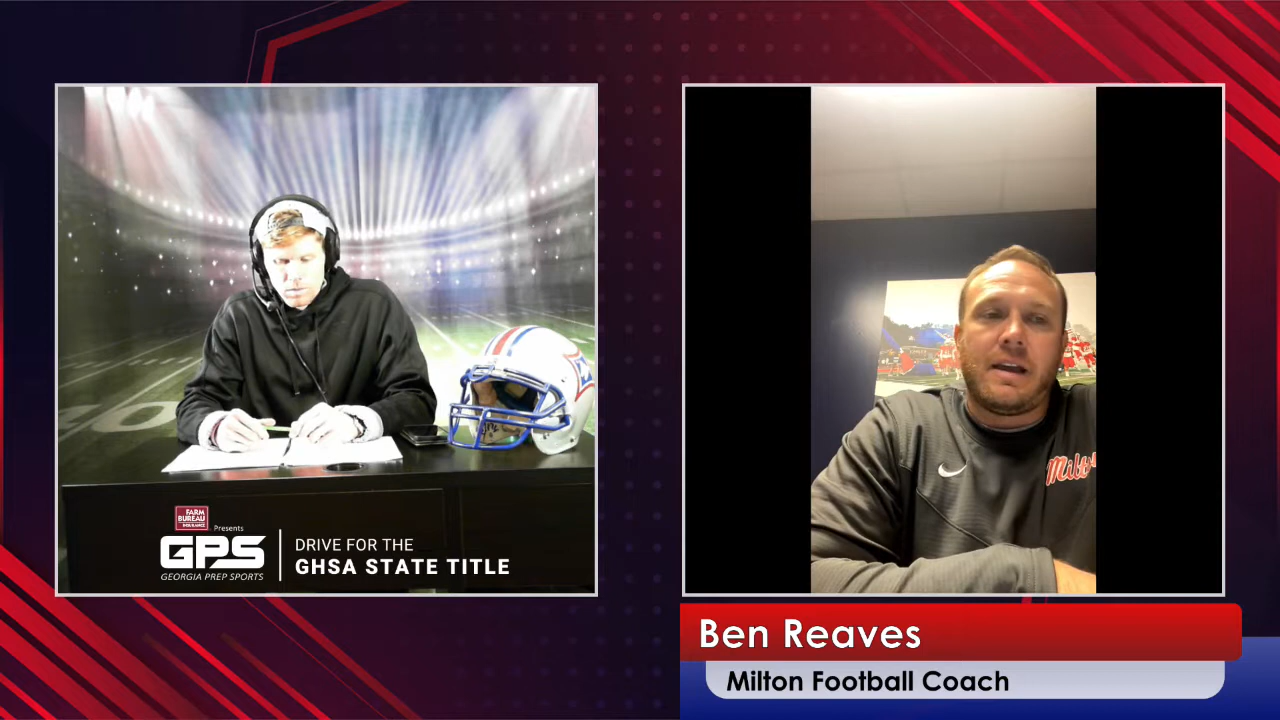 FARM
BUREAU
INSURANCE
Presents
GPS
GEORGIA PREP SPORTS
DRIVE FOR THE
GHSA STATE TITLE
Milton
Ben Reaves
Milton Football Coach